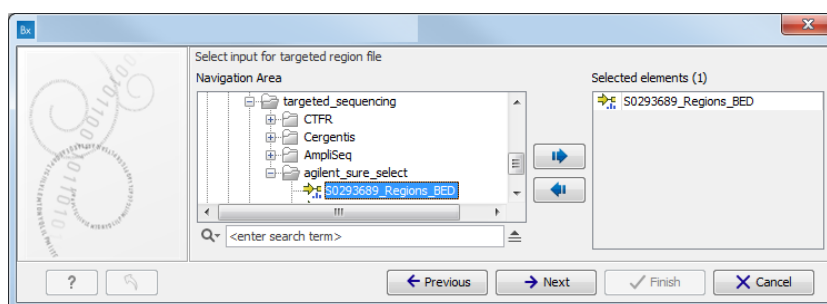 Bx
Select input for targeted region file
Navigation Area
targeted_sequencing
CTFR
Cergentis
AmpliSeq
agilent_sure_select
S0293689_Regions_BED
<enter search term>
Selected elements (1)
S0293689_Regions_BED
?
Previous
Next
Finish
Cancel